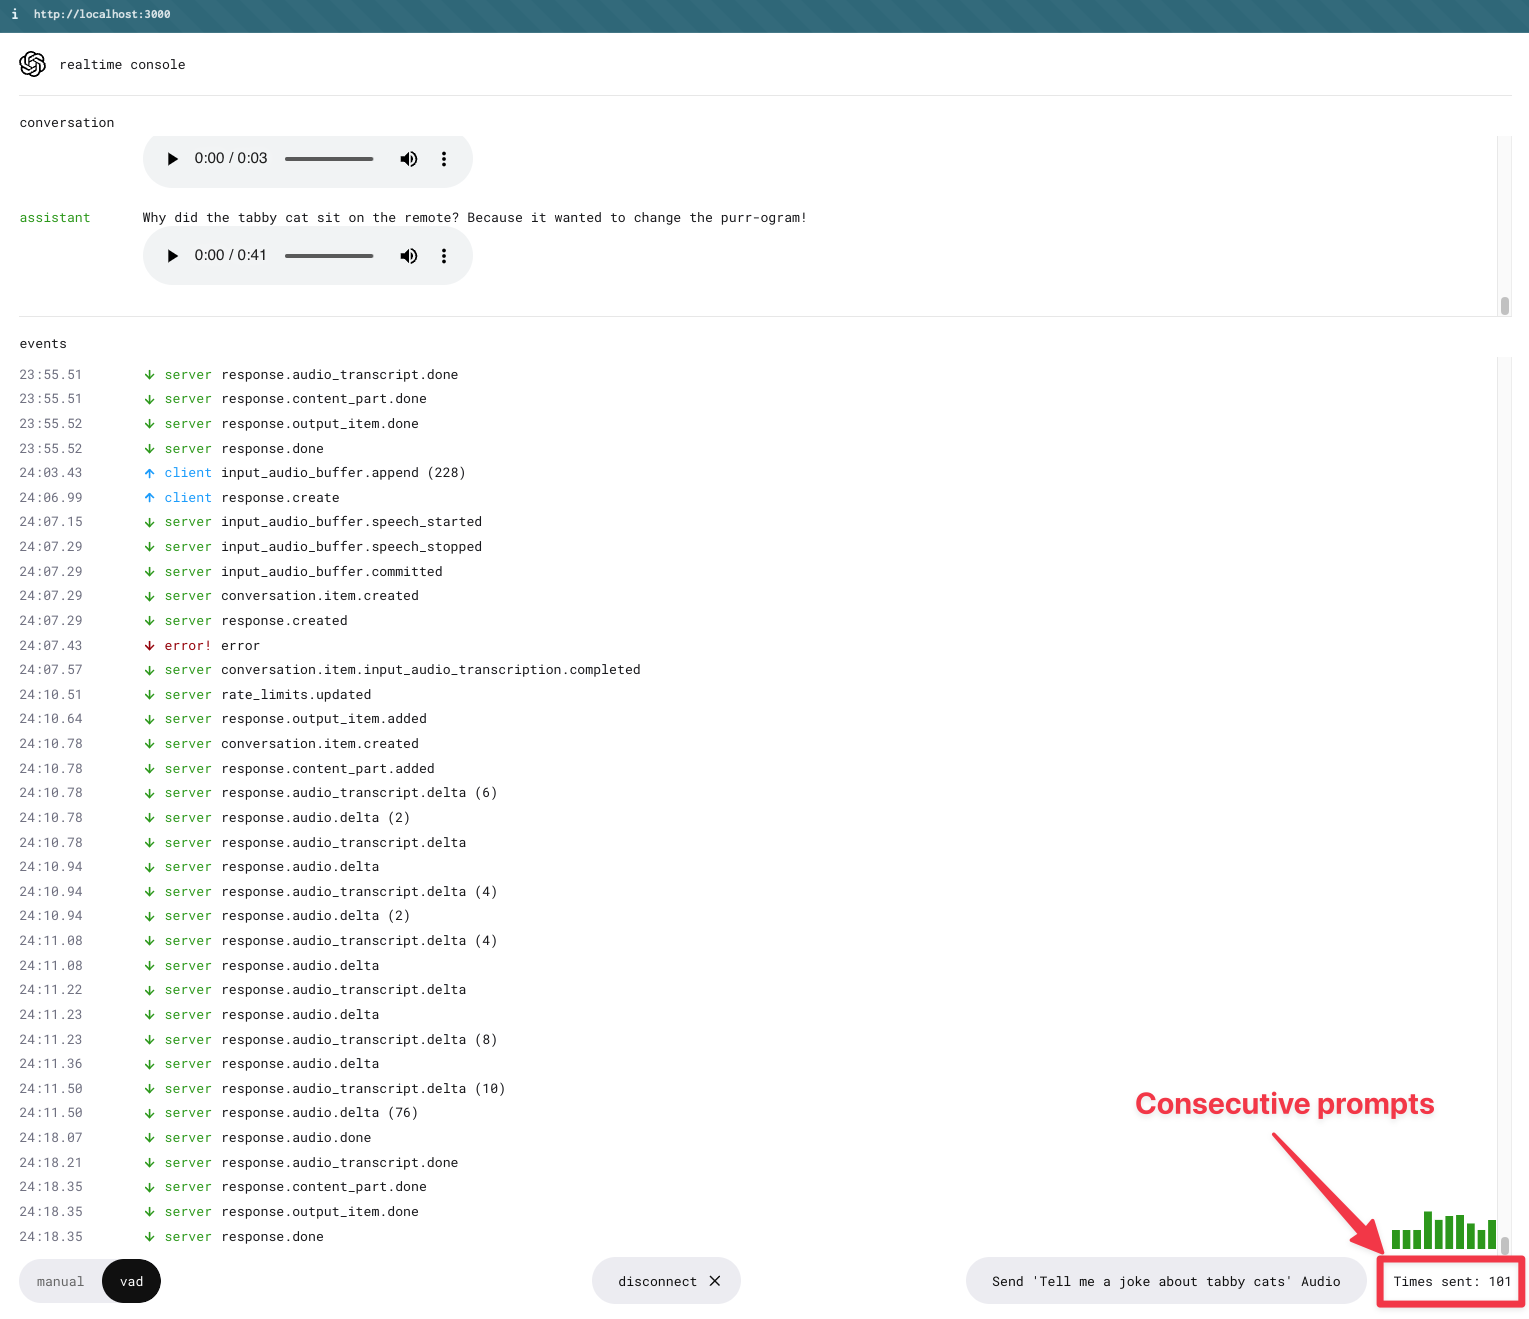 i http://localhost:3000
realtime console
conversation
0:00 / 0:03
assistant Why did the tabby cat sit on the remote? Because it wanted to change the purr-ogram!
0:00 / 0:41
events
23:55.51 ↓ server response.audio_transcript.done
23:55.51 ↓ server response.content_part.done
23:55.52 ↓ server response.output_item.done
23:55.52 ↓ server response.done
24:03.43 ↑ client input_audio_buffer.append (228)
24:06.99 ↑ client response.create
24:07.15 ↓ server input_audio_buffer.speech_started
24:07.29 ↓ server input_audio_buffer.speech_stopped
24:07.29 ↓ server input_audio_buffer.committed
24:07.29 ↓ server conversation.item.created
24:07.29 ↓ server response.created
24:07.43 ↓ error! error
24:07.57 ↓ server conversation.item.input_audio_transcription.completed
24:10.51 ↓ server rate_limits.updated
24:10.64 ↓ server response.output_item.added
24:10.78 ↓ server conversation.item.created
24:10.78 ↓ server response.content_part.added
24:10.78 ↓ server response.audio_transcript.delta (6)
24:10.78 ↓ server response.audio.delta (2)
24:10.78 ↓ server response.audio_transcript.delta
24:10.94 ↓ server response.audio.delta
24:10.94 ↓ server response.audio_transcript.delta (4)
24:10.94 ↓ server response.audio.delta (2)
24:11.08 ↓ server response.audio_transcript.delta (4)
24:11.08 ↓ server response.audio.delta
24:11.22 ↓ server response.audio_transcript.delta
24:11.23 ↓ server response.audio.delta
24:11.23 ↓ server response.audio_transcript.delta (8)
24:11.36 ↓ server response.audio.delta
24:11.50 ↓ server response.audio_transcript.delta (10)
24:11.50 ↓ server response.audio.delta (76)
24:18.07 ↓ server response.audio.done
24:18.21 ↓ server response.audio_transcript.done
24:18.35 ↓ server response.content_part.done
24:18.35 ↓ server response.output_item.done
24:18.35 ↓ server response.done
Consecutive prompts
manual vad disconnect Send 'Tell me a joke about tabby cats' Audio Times sent: 101